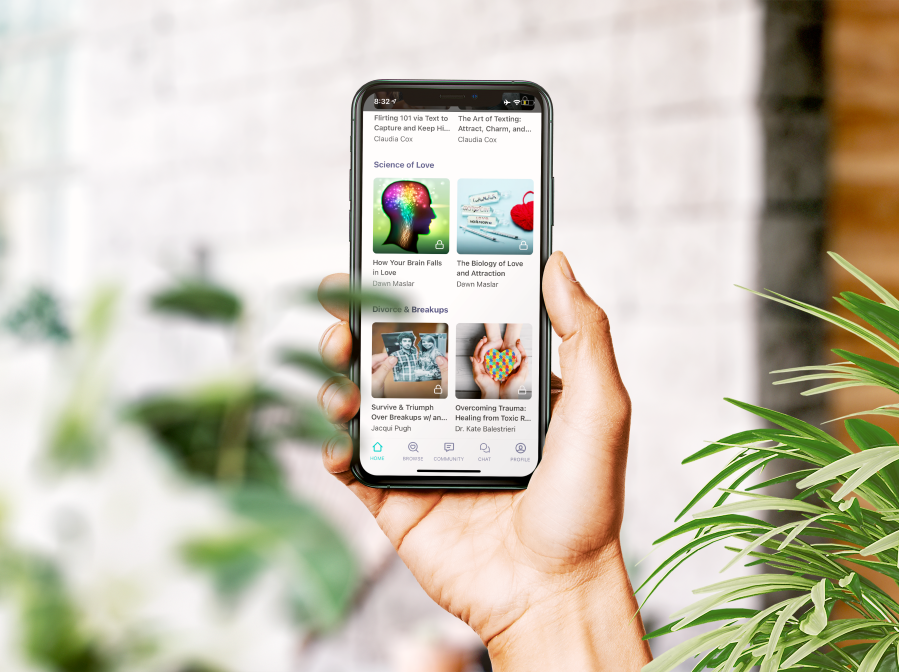 8:32
Flirting 101 via Text to
Capture and Keep Hi...
Claudia Cox
The Art of Texting:
Attract, Charm, and...
Claudia Cox
Science of Love
How Your Brain Falls
in Love
Dawn Maslar
The Biology of Love
and Attraction
Dawn Maslar
Divorce & Breakups
Survive & Triumph
Over Breakups w/ an...
Jacqui Pugh
Overcoming Trauma:
Healing from Toxic R...
Dr. Kate Balestrieri
HOME
BROWSE
COMMUNITY
CHAT
PROFILE